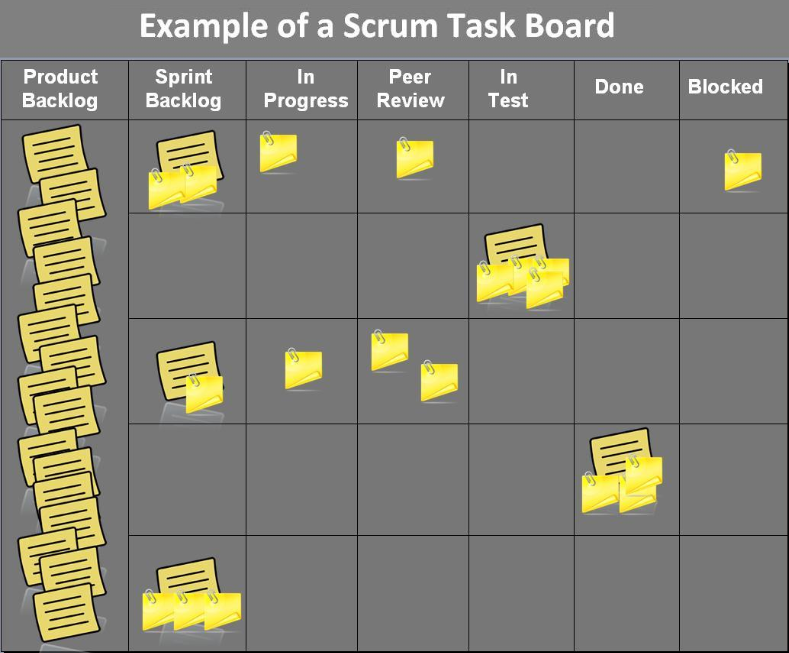 Example of a Scrum Task Board
Product
Backlog
Sprint
Backlog
In
Progress
Peer
Review
In
Test
Done
Blocked